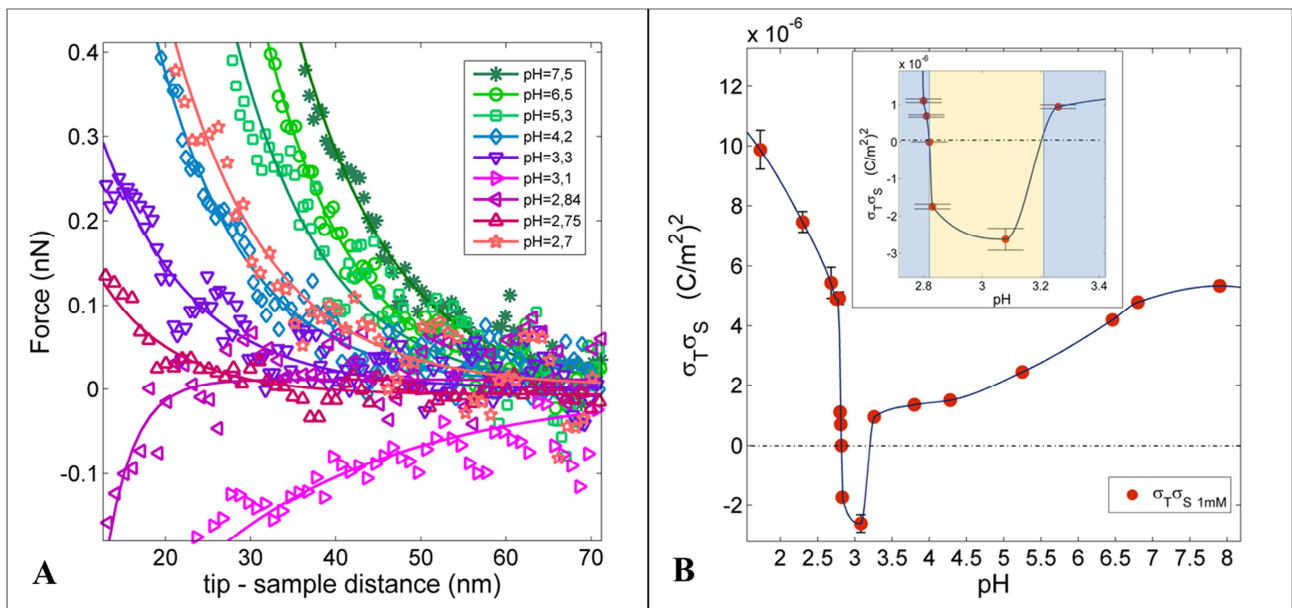 0.4
0.3
0.2
0.1
0
-0.1
Force (nN)
20 30 40 50 60 70
tip - sample distance (nm)
pH=7,5
pH=6,5
pH=5,3
pH=4,2
pH=3,3
pH=3,1
pH=2,84
pH=2,75
pH=2,7
A
x 10⁻⁶
12
10
8
6
4
2
0
-2
σTσS (C/m²)²
2 2.5 3 3.5 4 4.5 5 5.5 6 6.5 7 7.5 8
pH
x 10⁻⁶
1
0
-1
-2
-3
σTσS (C/m²)²
2.8 3 3.2 3.4
pH
σTσS 1mM
B